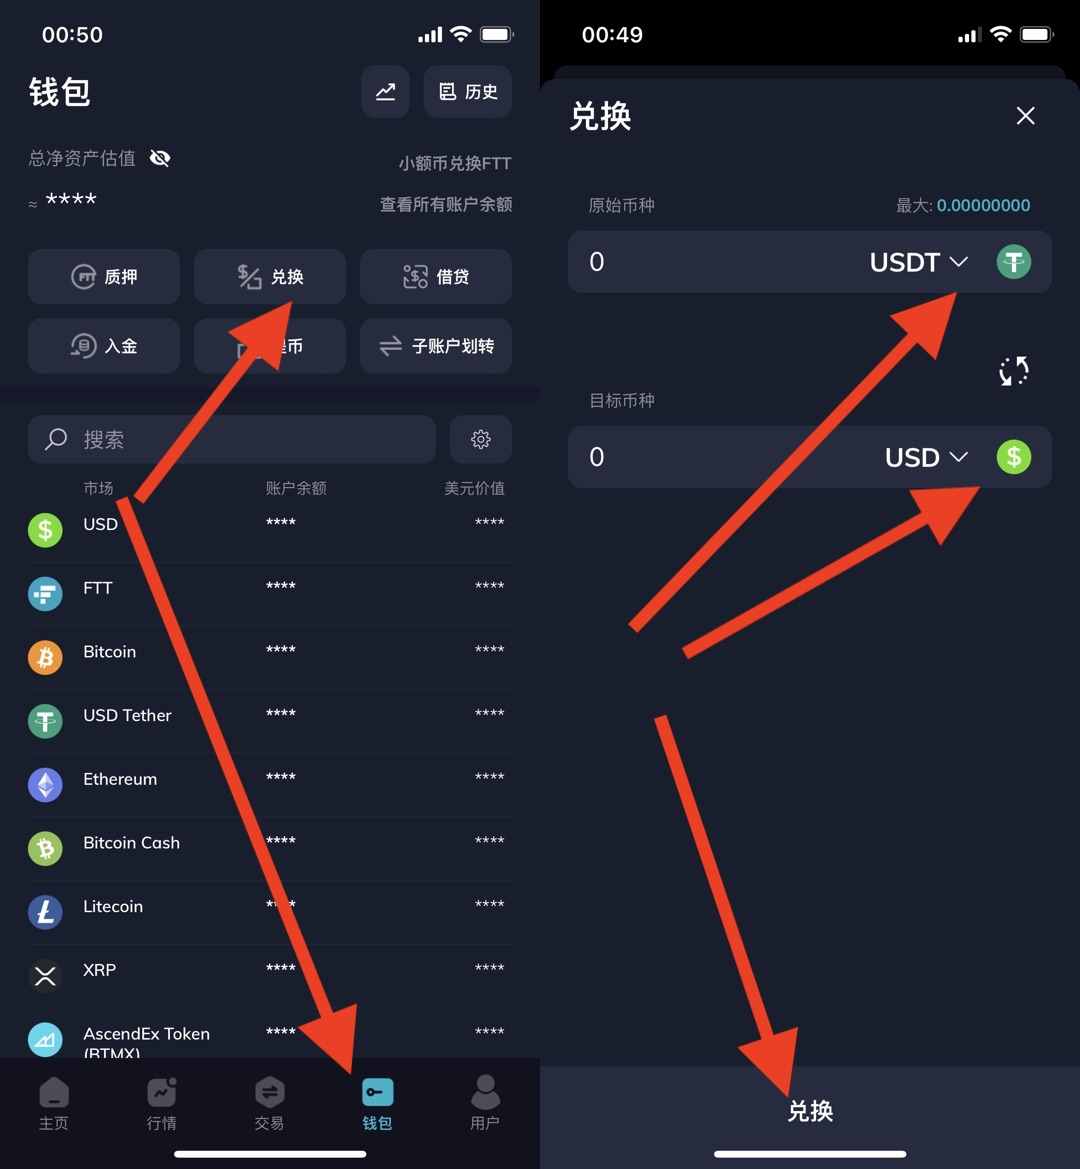 00:50
钱包
历史
总净资产估值
小额币兑换FTT
≈ ****
查看所有账户余额
质押
兑换
借贷
入金
币
子账户划转
搜索
市场 账户余额 美元价值
USD **** ****
FTT **** ****
Bitcoin **** ****
USD Tether **** ****
Ethereum **** ****
Bitcoin Cash **** ****
Litecoin **** ****
XRP **** ****
AscendEx Token **** ****
(BTMX)
主页 行情 交易 钱包 用户
00:49
兑换
原始币种 最大: 0.00000000
0 USDT
目标币种
0 USD
兑换